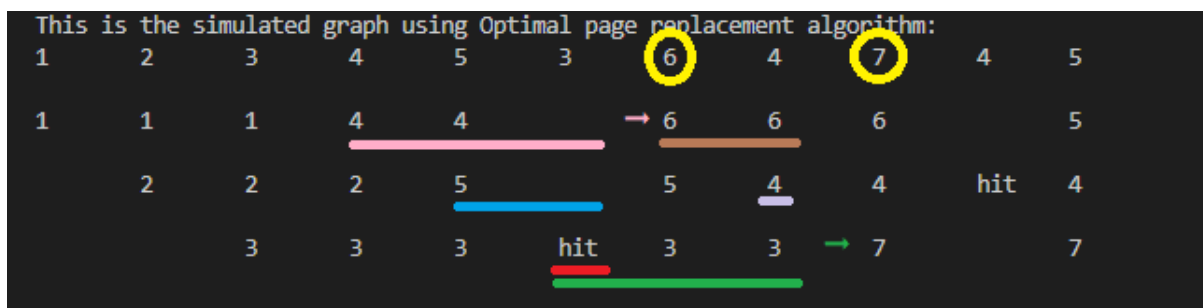 This is the simulated graph using Optimal page replacement algorithm:
1 2 3 4 5 3 6 4 7 4 5
1 1 1 4 4 → 6 6 6 5
2 2 2 5 5 4 4 hit 4
3 3 3 hit 3 3 → 7 7